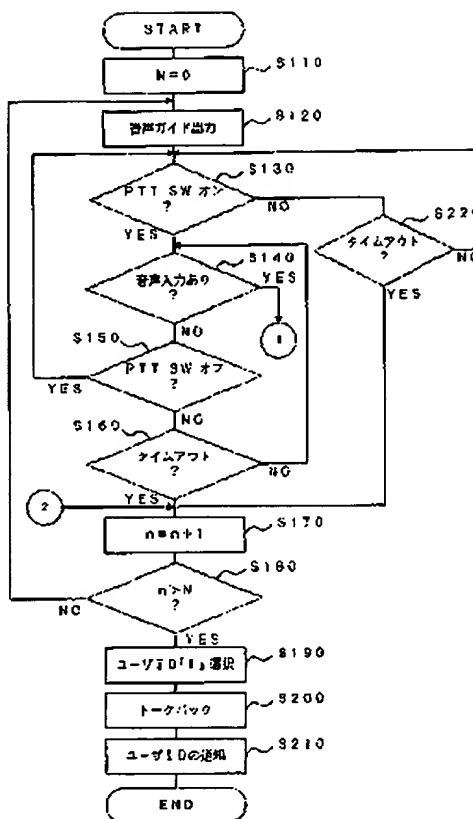 START
S110
N=0
S120
音声ガイド出力
S130
PTT SW オン
?
NO
S220
タイムアウト
?
NO
YES
YES
S140
音声入力あり
?
YES
1
NO
S150
PTT SW オフ
?
YES
NO
S160
タイムアウト
?
NO
YES
2
S170
n=n+1
S180
n>N
?
NO
YES
S190
ユーザID「1」選択
S200
トークバック
S210
ユーザIDの通知
END